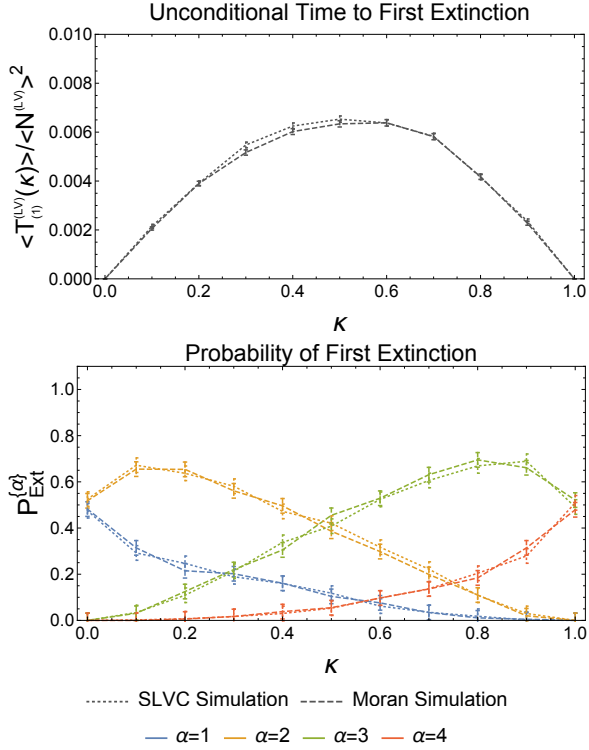 Unconditional Time to First Extinction
<T(1)^(LV)(κ)>/<N^(LV)>^2
0.010
0.008
0.006
0.004
0.002
0.000
0.0 0.2 0.4 0.6 0.8 1.0
κ
Probability of First Extinction
P_Ext^{α}
1.0
0.8
0.6
0.4
0.2
0.0
0.0 0.2 0.4 0.6 0.8 1.0
κ
SLVC Simulation Moran Simulation
α=1 α=2 α=3 α=4